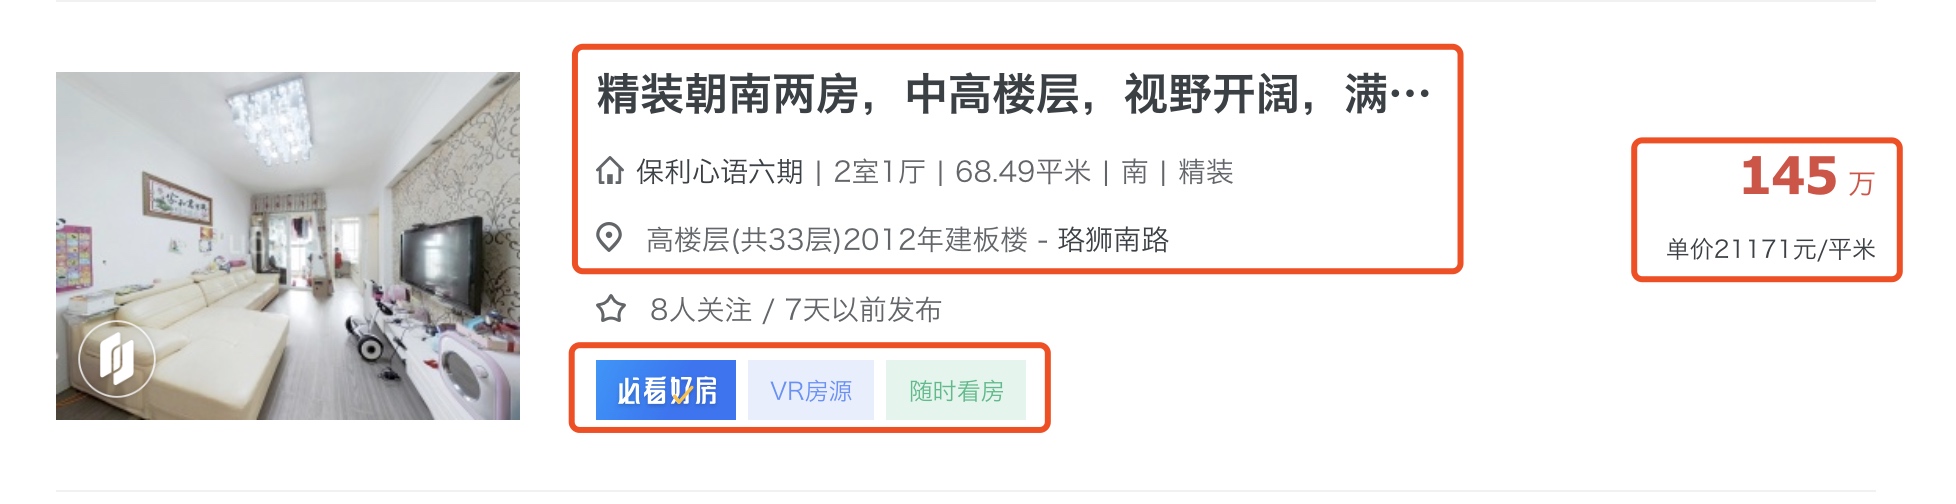 精装朝南两房，中高楼层，视野开阔，满…
保利心语六期 | 2室1厅 | 68.49平米 | 南 | 精装
高楼层(共33层)2012年建板楼 - 珞狮南路
8人关注 / 7天以前发布
必看好房 VR房源 随时看房
145 万
单价21171元/平米